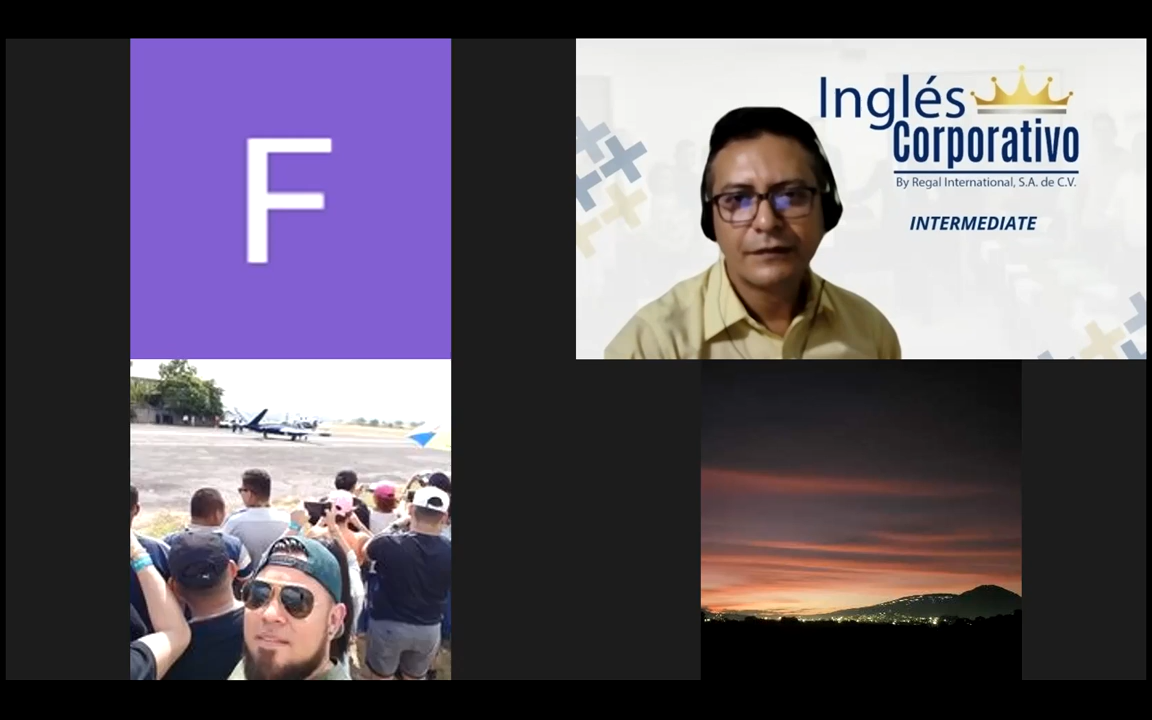 F
Inglés
Corporativo
By Regal International, S.A. de C.V.
INTERMEDIATE